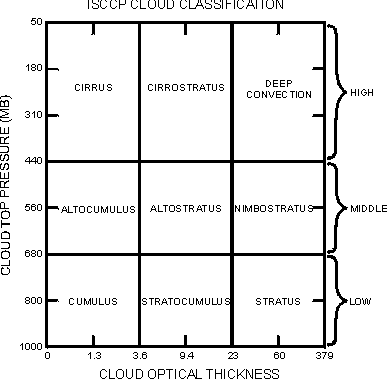 ISCCP CLOUD CLASSIFICATION
50
180
310
440
560
680
800
1000
CLOUD TOP PRESSURE (MB)
CIRRUS
CIRROSTRATUS
DEEP
CONVECTION
HIGH
ALTOCUMULUS
ALTOSTRATUS
NIMBOSTRATUS
MIDDLE
CUMULUS
STRATOCUMULUS
STRATUS
LOW
0 1.3 3.6 9.4 23 60 379
CLOUD OPTICAL THICKNESS